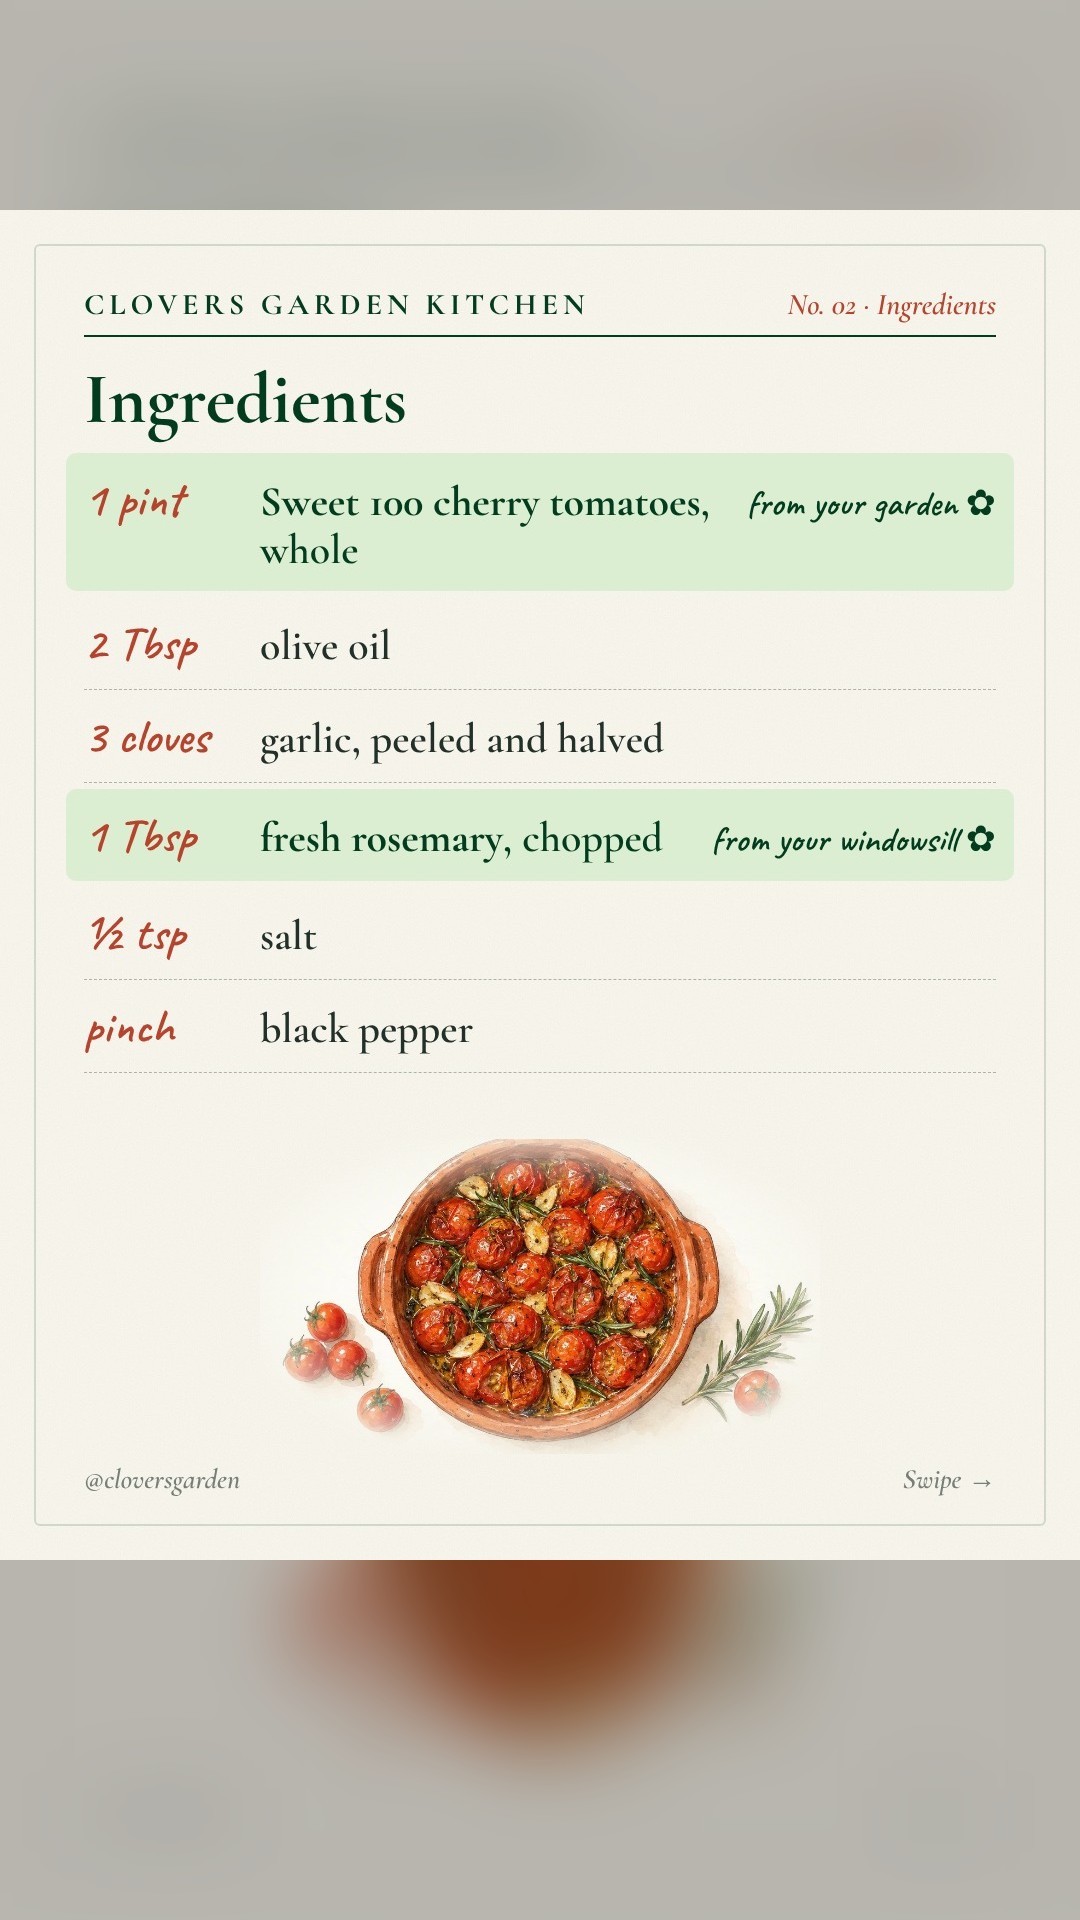 CLOVERS GARDEN KITCHEN
No. 02 · Ingredients
Ingredients
1 pint Sweet 100 cherry tomatoes, from your garden ✿
whole
2 Tbsp olive oil
3 cloves garlic, peeled and halved
1 Tbsp fresh rosemary, chopped from your windowsill ✿
½ tsp salt
pinch black pepper
@cloversgarden
Swipe →